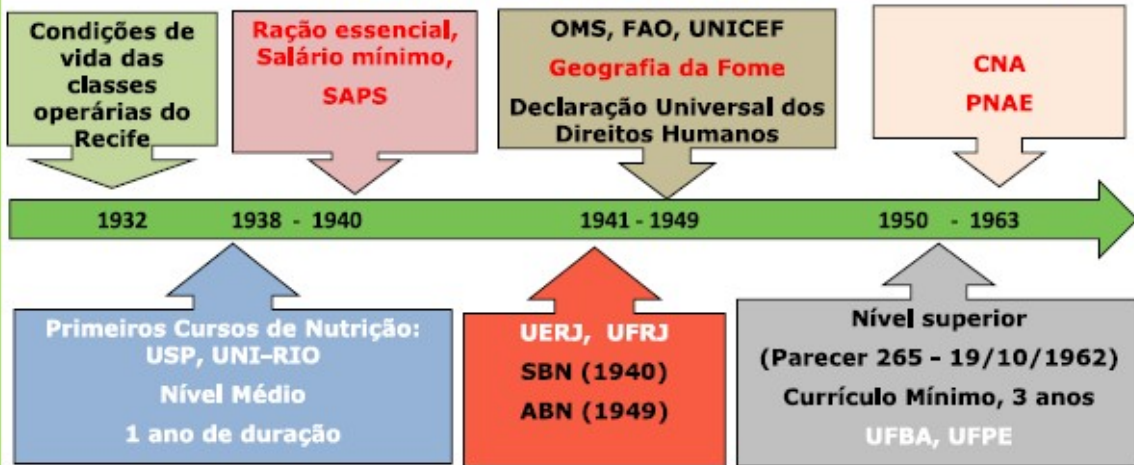 Condições de
vida das
classes
operárias do
Recife
Ração essencial,
Salário mínimo,
SAPS
OMS, FAO, UNICEF
Geografia da Fome
Declaração Universal dos
Direitos Humanos
CNA
PNAE
1932
1938 - 1940
1941 - 1949
1950 - 1963
Primeiros Cursos de Nutrição:
USP, UNI-RIO
Nível Médio
1 ano de duração
UERJ, UFRJ
SBN (1940)
ABN (1949)
Nível superior
(Parecer 265 - 19/10/1962)
Currículo Mínimo, 3 anos
UFBA, UFPE